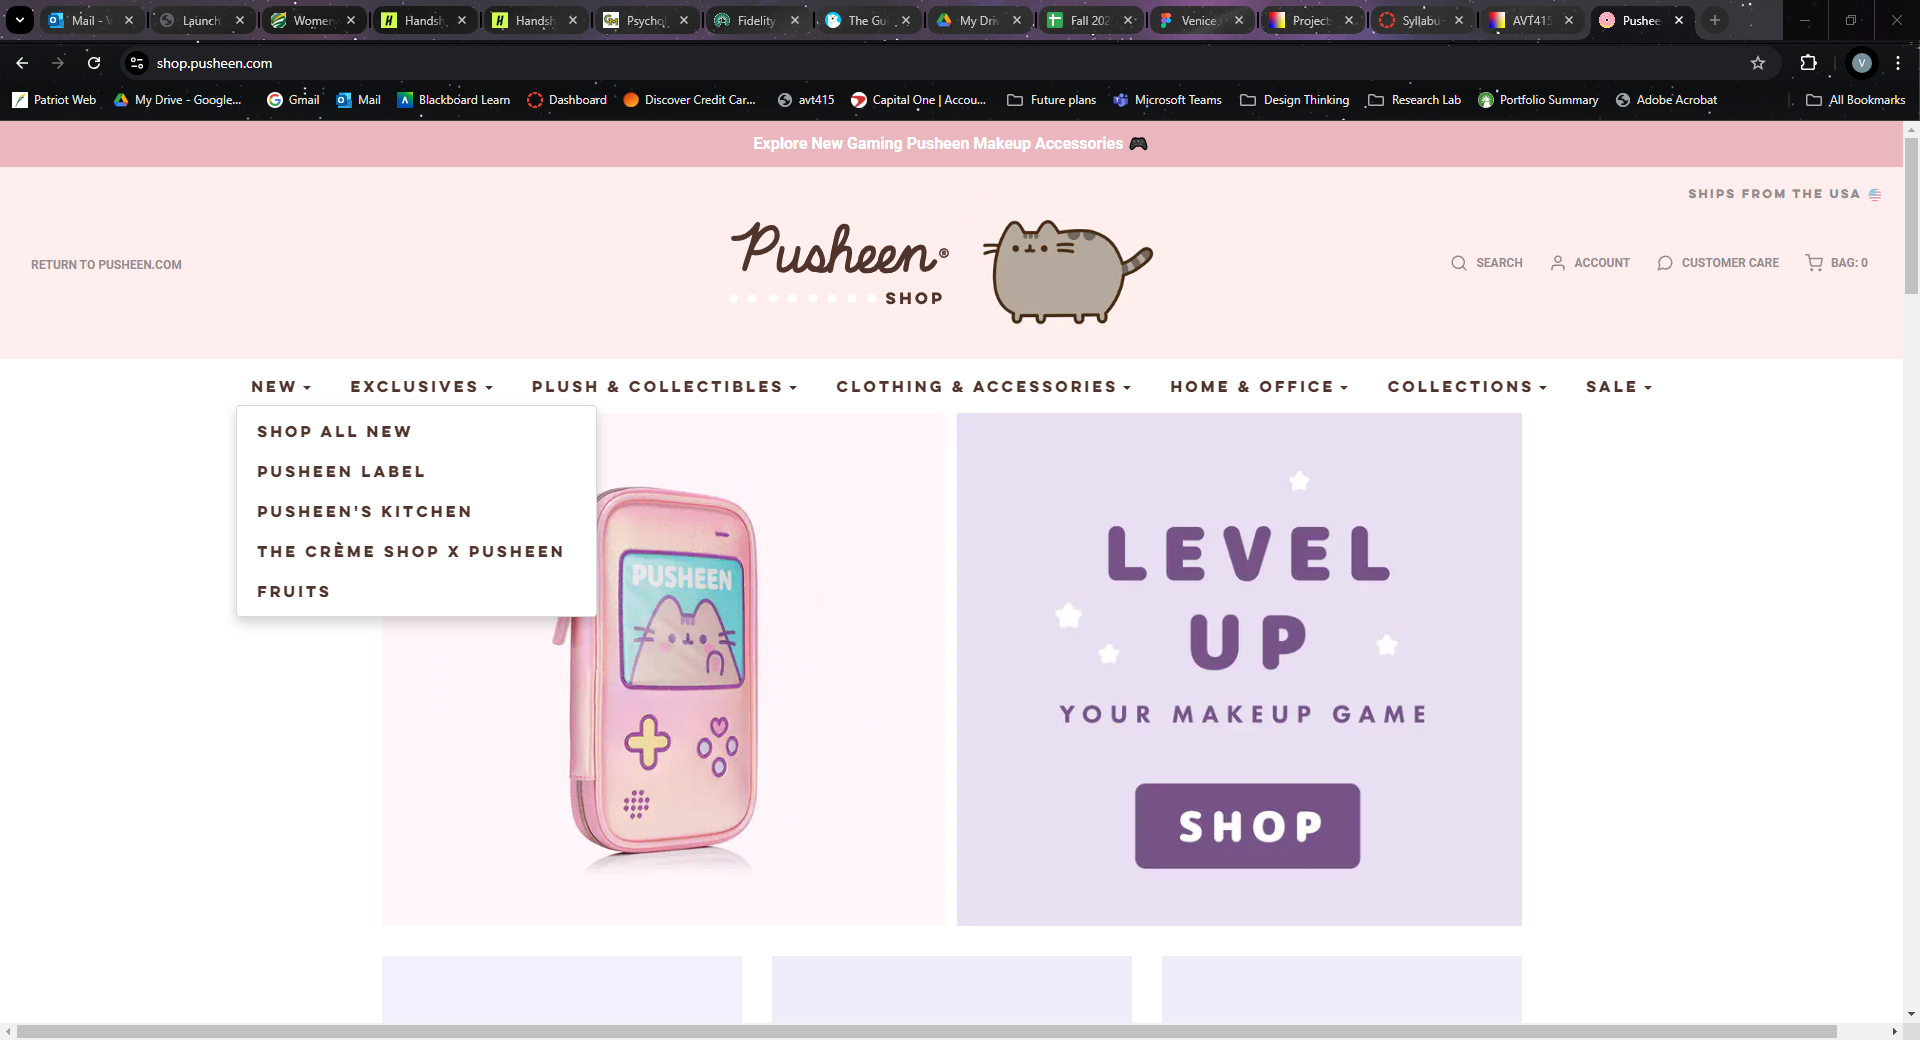 Mail - V
Launch
Women
Handsh
Handsh
Psychol
Fidelity
The Gui
My Driv
Fall 202
Venice
Project
Syllabu
AVT415
Pushee
shop.pusheen.com
V
Patriot Web
My Drive - Google...
Gmail
Mail
Blackboard Learn
Dashboard
Discover Credit Car...
avt415
Capital One | Accou...
Future plans
Microsoft Teams
Design Thinking
Research Lab
Portfolio Summary
Adobe Acrobat
All Bookmarks
Explore New Gaming Pusheen Makeup Accessories 🎮
SHIPS FROM THE USA
RETURN TO PUSHEEN.COM
Pusheen®
SHOP
SEARCH
ACCOUNT
CUSTOMER CARE
BAG: 0
NEW
EXCLUSIVES
PLUSH & COLLECTIBLES
CLOTHING & ACCESSORIES
HOME & OFFICE
COLLECTIONS
SALE
SHOP ALL NEW
PUSHEEN LABEL
PUSHEEN'S KITCHEN
THE CRÈME SHOP X PUSHEEN
FRUITS
PUSHEEN
LEVEL
UP
YOUR MAKEUP GAME
SHOP